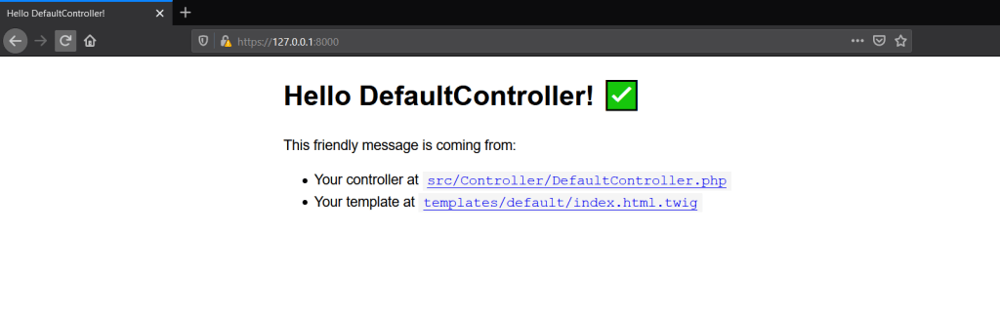 Hello DefaultController!
https://127.0.0.1:8000
Hello DefaultController! ✅
This friendly message is coming from:
• Your controller at src/Controller/DefaultController.php
• Your template at templates/default/index.html.twig